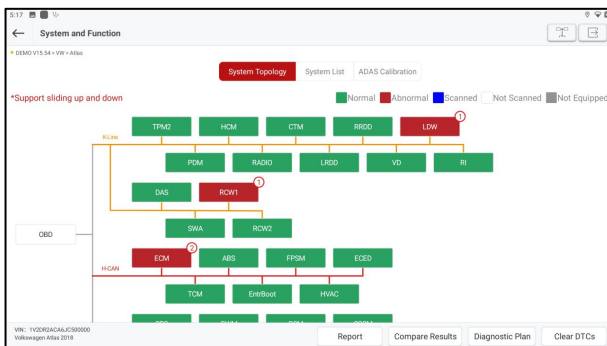 5:17
System and Function
DEMO V15.54 > VW > Atlas
System Topology System List ADAS Calibration
*Support sliding up and down
Normal Abnormal Scanned Not Scanned Not Equipped
TPM2 HCM CTM RRDD LDW 1
K-Line
PDM RADIO LRDD VD RI
DAS RCW1 1
SWA RCW2
OBD
ECM 2 ABS FPSM ECED
H-CAN
TCM EntrBoot HVAC
VIN: 1V2DR2ACA6JC500000
Volkswagen Atlas 2018
Report Compare Results Diagnostic Plan Clear DTCs